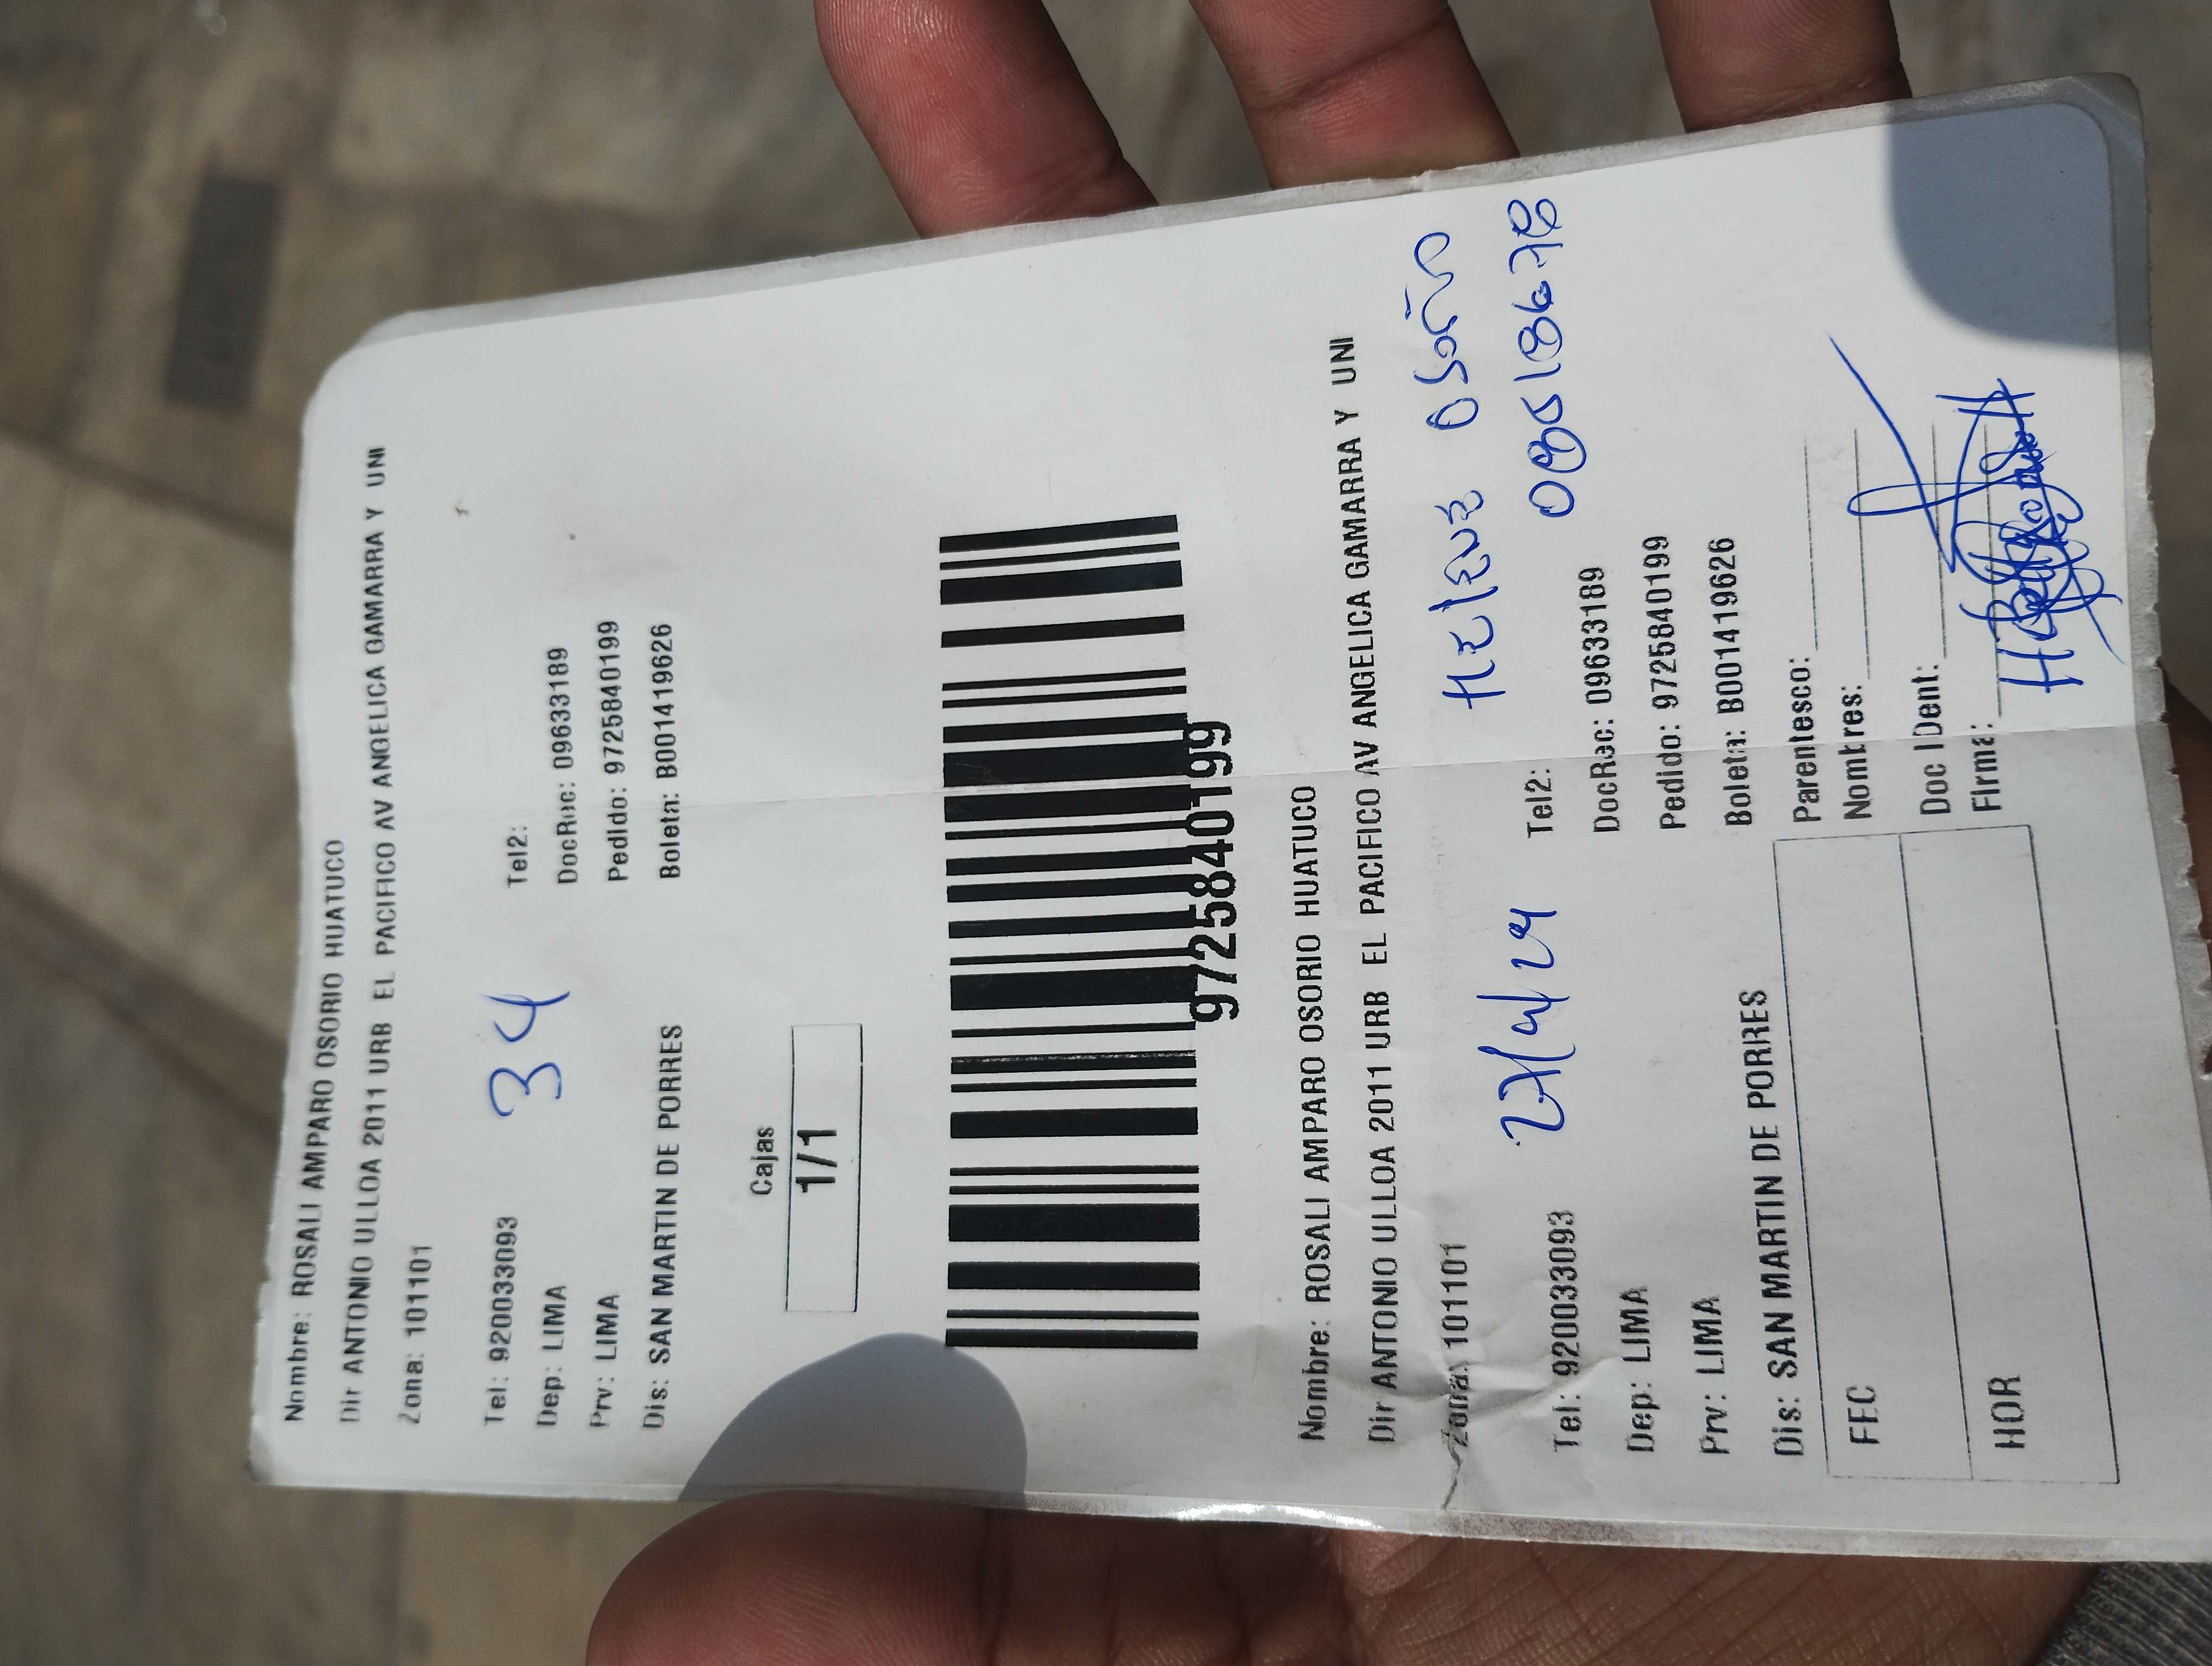 Nombre: ROSALI AMPARO OSORIO HUATUCO
Dir ANTONIO ULLOA 2011 URB EL PACIFICO AV ANGELICA GAMARRA Y UNI
Zona: 101101
34
Tel: 920033093 Tel2:
Dep: LIMA DocRec: 09633189
Prv: LIMA Pedido: 9725840199
Dis: SAN MARTIN DE PORRES Boleta: B001419626
Cajas
1/1
9725840199
Nombre: ROSALI AMPARO OSORIO HUATUCO
Dir ANTONIO ULLOA 2011 URB EL PACIFICO AV ANGELICA GAMARRA Y UNI
Zona: 101101
27/4/24
08518678
Tel: 920033093 Tel2:
Dep: LIMA DocRec: 09633189
Prv: LIMA Pedido: 9725840199
Dis: SAN MARTIN DE PORRES Boleta: B001419626
FEC
HOR
Parentesco:
Nombres:
Doc IDent:
Firma: